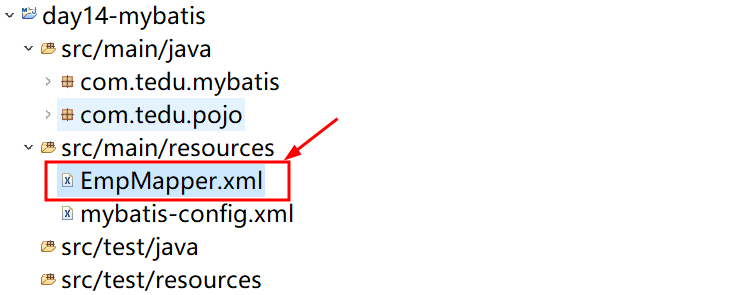 day14-mybatis
src/main/java
com.tedu.mybatis
com.tedu.pojo
src/main/resources
EmpMapper.xml
mybatis-config.xml
src/test/java
src/test/resources